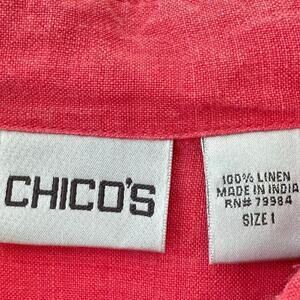 CHICO'S
100% LINEN
MADE IN INDIA
RN# 79984
SIZE 1